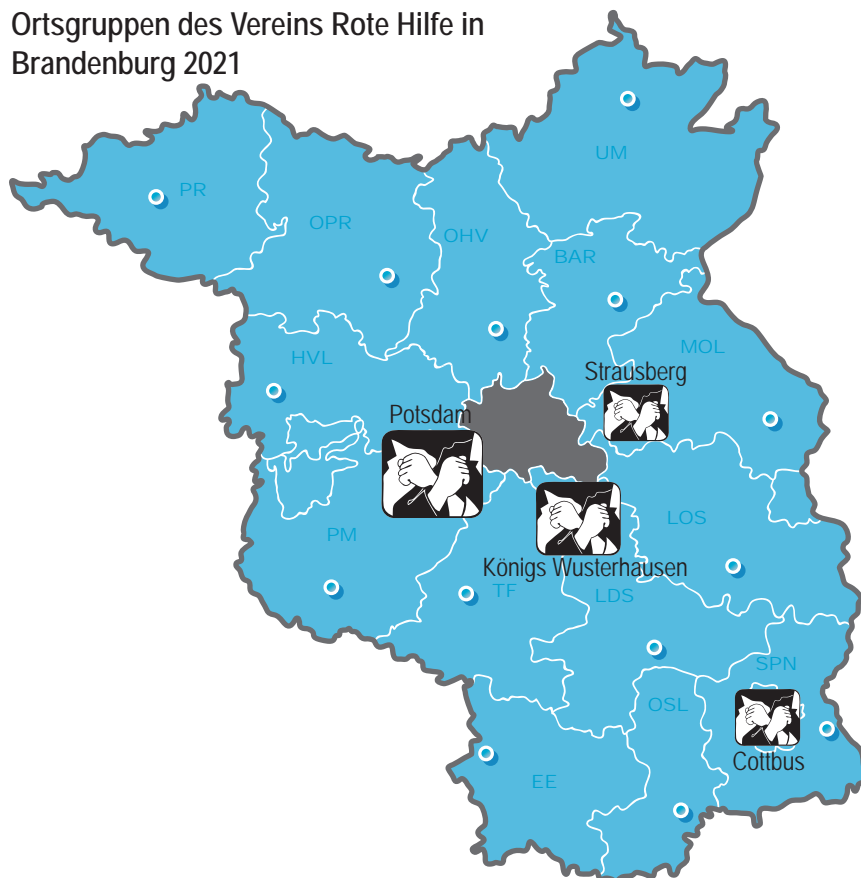 Ortsgruppen des Vereins Rote Hilfe in
Brandenburg 2021
UM
PR
OPR
OHV
BAR
MOL
HVL
Strausberg
Potsdam
LOS
PM
Königs Wusterhausen
TF
LDS
SPN
OSL
Cottbus
EE